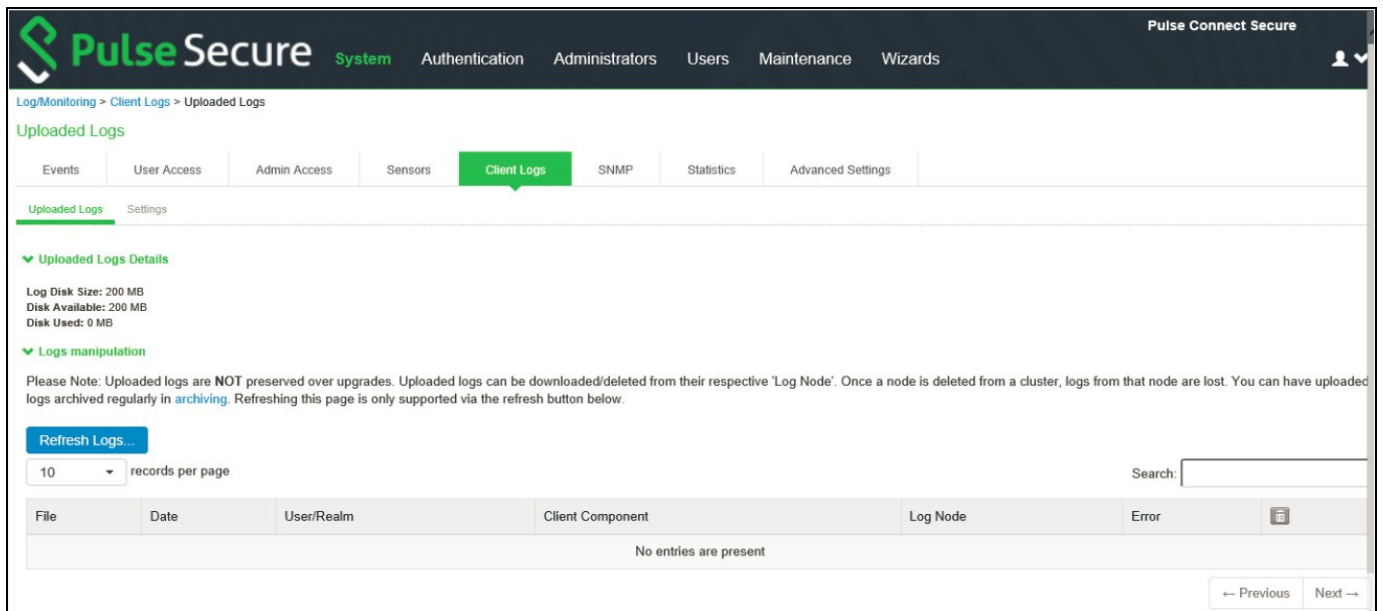 Pulse Connect Secure
Pulse Secure System Authentication Administrators Users Maintenance Wizards
Log/Monitoring > Client Logs > Uploaded Logs
Uploaded Logs
Events User Access Admin Access Sensors Client Logs SNMP Statistics Advanced Settings
Uploaded Logs Settings
Uploaded Logs Details
Log Disk Size: 200 MB
Disk Available: 200 MB
Disk Used: 0 MB
Logs manipulation
Please Note: Uploaded logs are NOT preserved over upgrades. Uploaded logs can be downloaded/deleted from their respective 'Log Node'. Once a node is deleted from a cluster, logs from that node are lost. You can have uploaded
logs archived regularly in archiving. Refreshing this page is only supported via the refresh button below.
Refresh Logs...
10 records per page Search:
File Date User/Realm Client Component Log Node Error
No entries are present
← Previous Next →